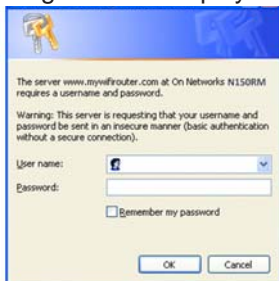 The server www.mywifirouter.com at On Networks N150RM
requires a username and password.
Warning: This server is requesting that your username and
password be sent in an insecure manner (basic authentication
without a secure connection).
User name:
Password:
Remember my password
OK Cancel